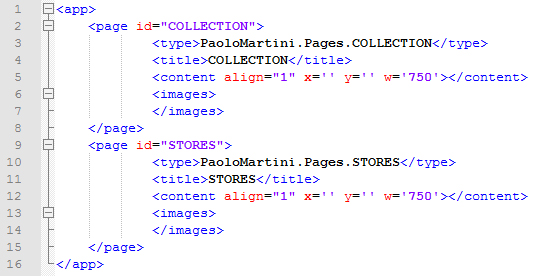 1 <app>
2 <page id="COLLECTION">
3 <type>PaoloMartini.Pages.COLLECTION</type>
4 <title>COLLECTION</title>
5 <content align="1" x='' y='' w='750'></content>
6 <images>
7 </images>
8 </page>
9 <page id="STORES">
10 <type>PaoloMartini.Pages.STORES</type>
11 <title>STORES</title>
12 <content align="1" x='' y='' w='750'></content>
13 <images>
14 </images>
15 </page>
16 </app>